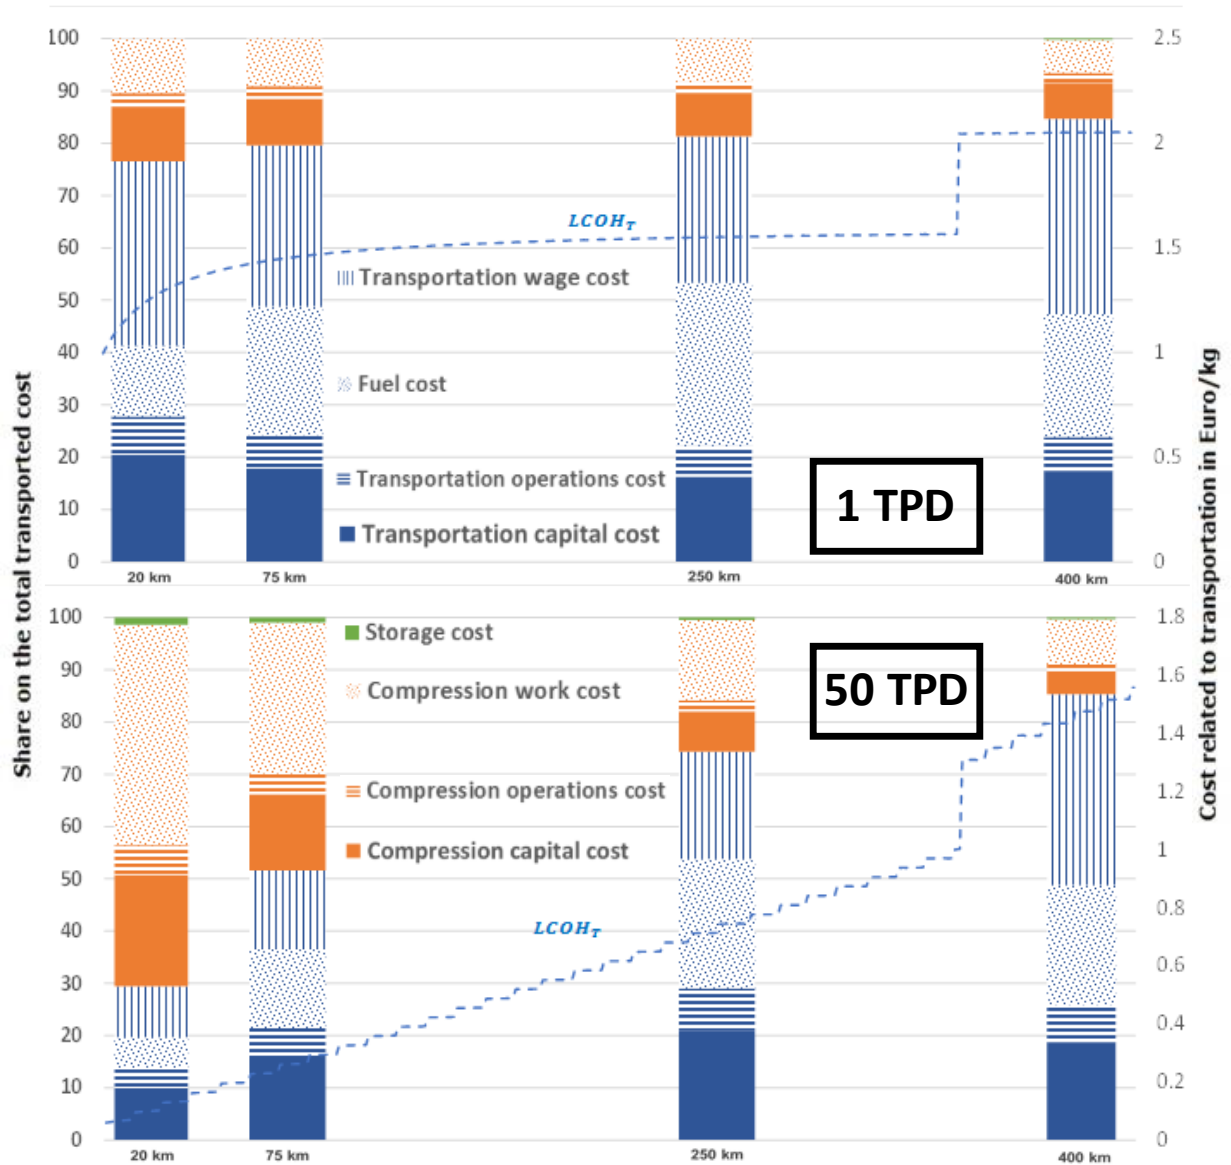 Share on the total transported cost
100
90
80
70
60
50
40
30
20
10
0
2.5
2
1.5
1
0.5
0
Cost related to transportation in Euro/kg
LCOH_T
Transportation wage cost
Fuel cost
Transportation operations cost
Transportation capital cost
1 TPD
20 km
75 km
250 km
400 km
100
90
80
70
60
50
40
30
20
10
0
1.8
1.6
1.4
1.2
1
0.8
0.6
0.4
0.2
0
Storage cost
Compression work cost
50 TPD
Compression operations cost
Compression capital cost
LCOH_T
20 km
75 km
250 km
400 km